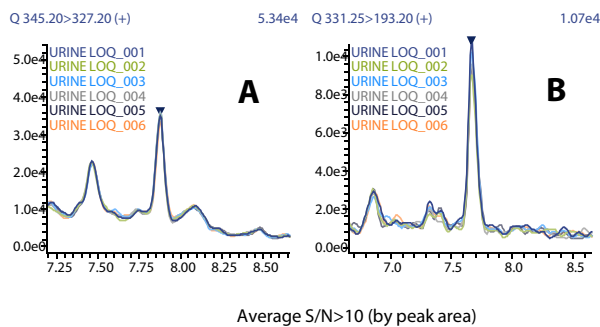 Q 345.20>327.20 (+) 5.34e4
5.0e4
4.0e4
3.0e4
2.0e4
1.0e4
0.0e0
URINE LOQ_001
URINE LOQ_002
URINE LOQ_003
URINE LOQ_004
URINE LOQ_005
URINE LOQ_006
A
7.25 7.50 7.75 8.00 8.25 8.50
Q 331.25>193.20 (+) 1.07e4
1.0e4
8.0e3
6.0e3
4.0e3
2.0e3
0.0e0
URINE LOQ_001
URINE LOQ_002
URINE LOQ_003
URINE LOQ_004
URINE LOQ_005
URINE LOQ_006
B
7.0 7.5 8.0 8.5
Average S/N>10 (by peak area)